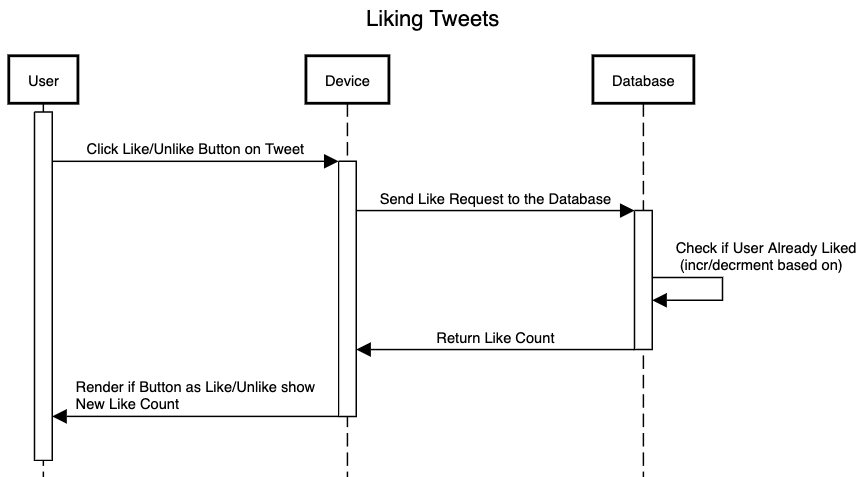 Liking Tweets
User
Device
Database
Click Like/Unlike Button on Tweet
Send Like Request to the Database
Check if User Already Liked
(incr/decrment based on)
Return Like Count
Render if Button as Like/Unlike show
New Like Count